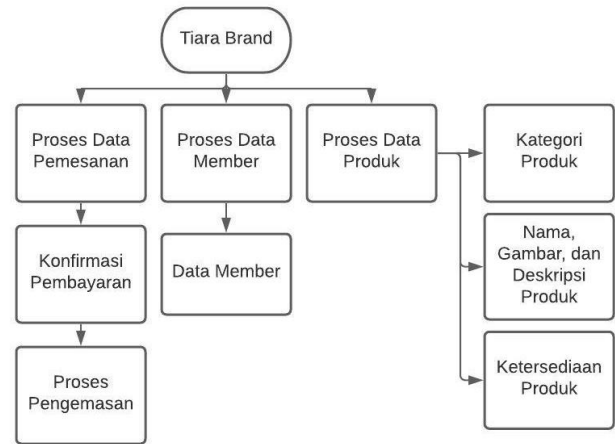 Tiara Brand
Proses Data
Pemesanan
Proses Data
Member
Proses Data
Produk
Kategori
Produk
Konfirmasi
Pembayaran
Data Member
Nama,
Gambar, dan
Deskripsi
Produk
Proses
Pengemasan
Ketersediaan
Produk